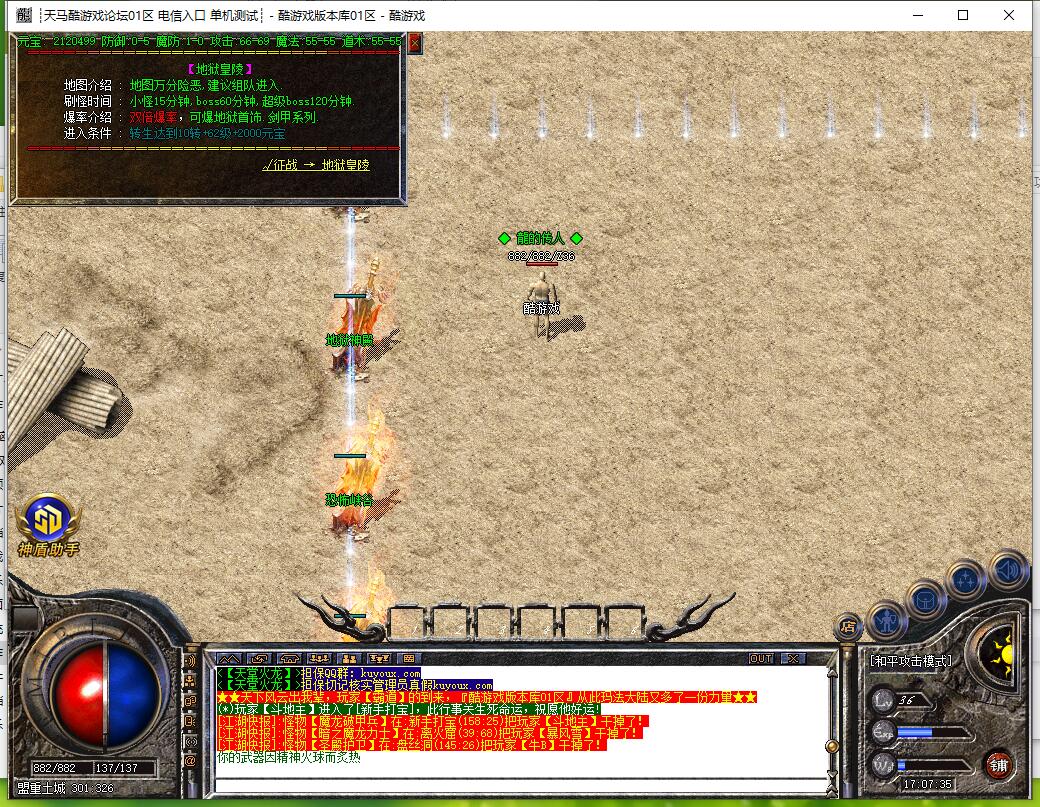 天马酷游戏论坛01区 电信入口 单机测试 - 酷游戏版本库01区 - 酷游戏
元宝: 2120499 防御:0-5 魔防:1-0 攻击:66-69 魔法:55-55 道术:55-55
【地狱皇陵】
地图介绍 : 地图万分险恶,建议组队进入.
刷怪时间 : 小怪15分钟,boss60分钟,超级boss120分钟.
爆率介绍 : 双倍爆率, 可爆地狱首饰. 剑甲系列.
进入条件 : 转生达到10转+62级+2000元宝
√征战 → 地狱皇陵
龍的传人
882/882/Z36
酷游戏
地狱神殿
恐怖峡谷
神盾助手
店
OUT
【天堂火龙】>担保QQ群: kuyoux.com
【天堂火龙】>担保切记核实管理员真假kuyoux.com
的到来,『酷游戏版本库01区』从此玛法大陆又多了一份力量★★
(*)玩家【斗地主】进入了[新手打宝], 此行事关生死命运, 祝愿他好运!
[江湖快报]:怪物【魔龙破甲兵】在:新手打宝(158:25)把玩家【斗地主】干掉了!
[江湖快报]:怪物【暗之魔龙力士】在:离火窟(39:68)把玩家【暴风雪】干掉了!
[江湖快报]:怪物【圣殿护卫】在:盘丝洞(145:26)把玩家【牛B】干掉了!
你的武器因精神火球而炙热
[和平攻击模式]
Lv 36
Exp
W
铺
882/882 137/137
盟重土城 301:326
17:07:35